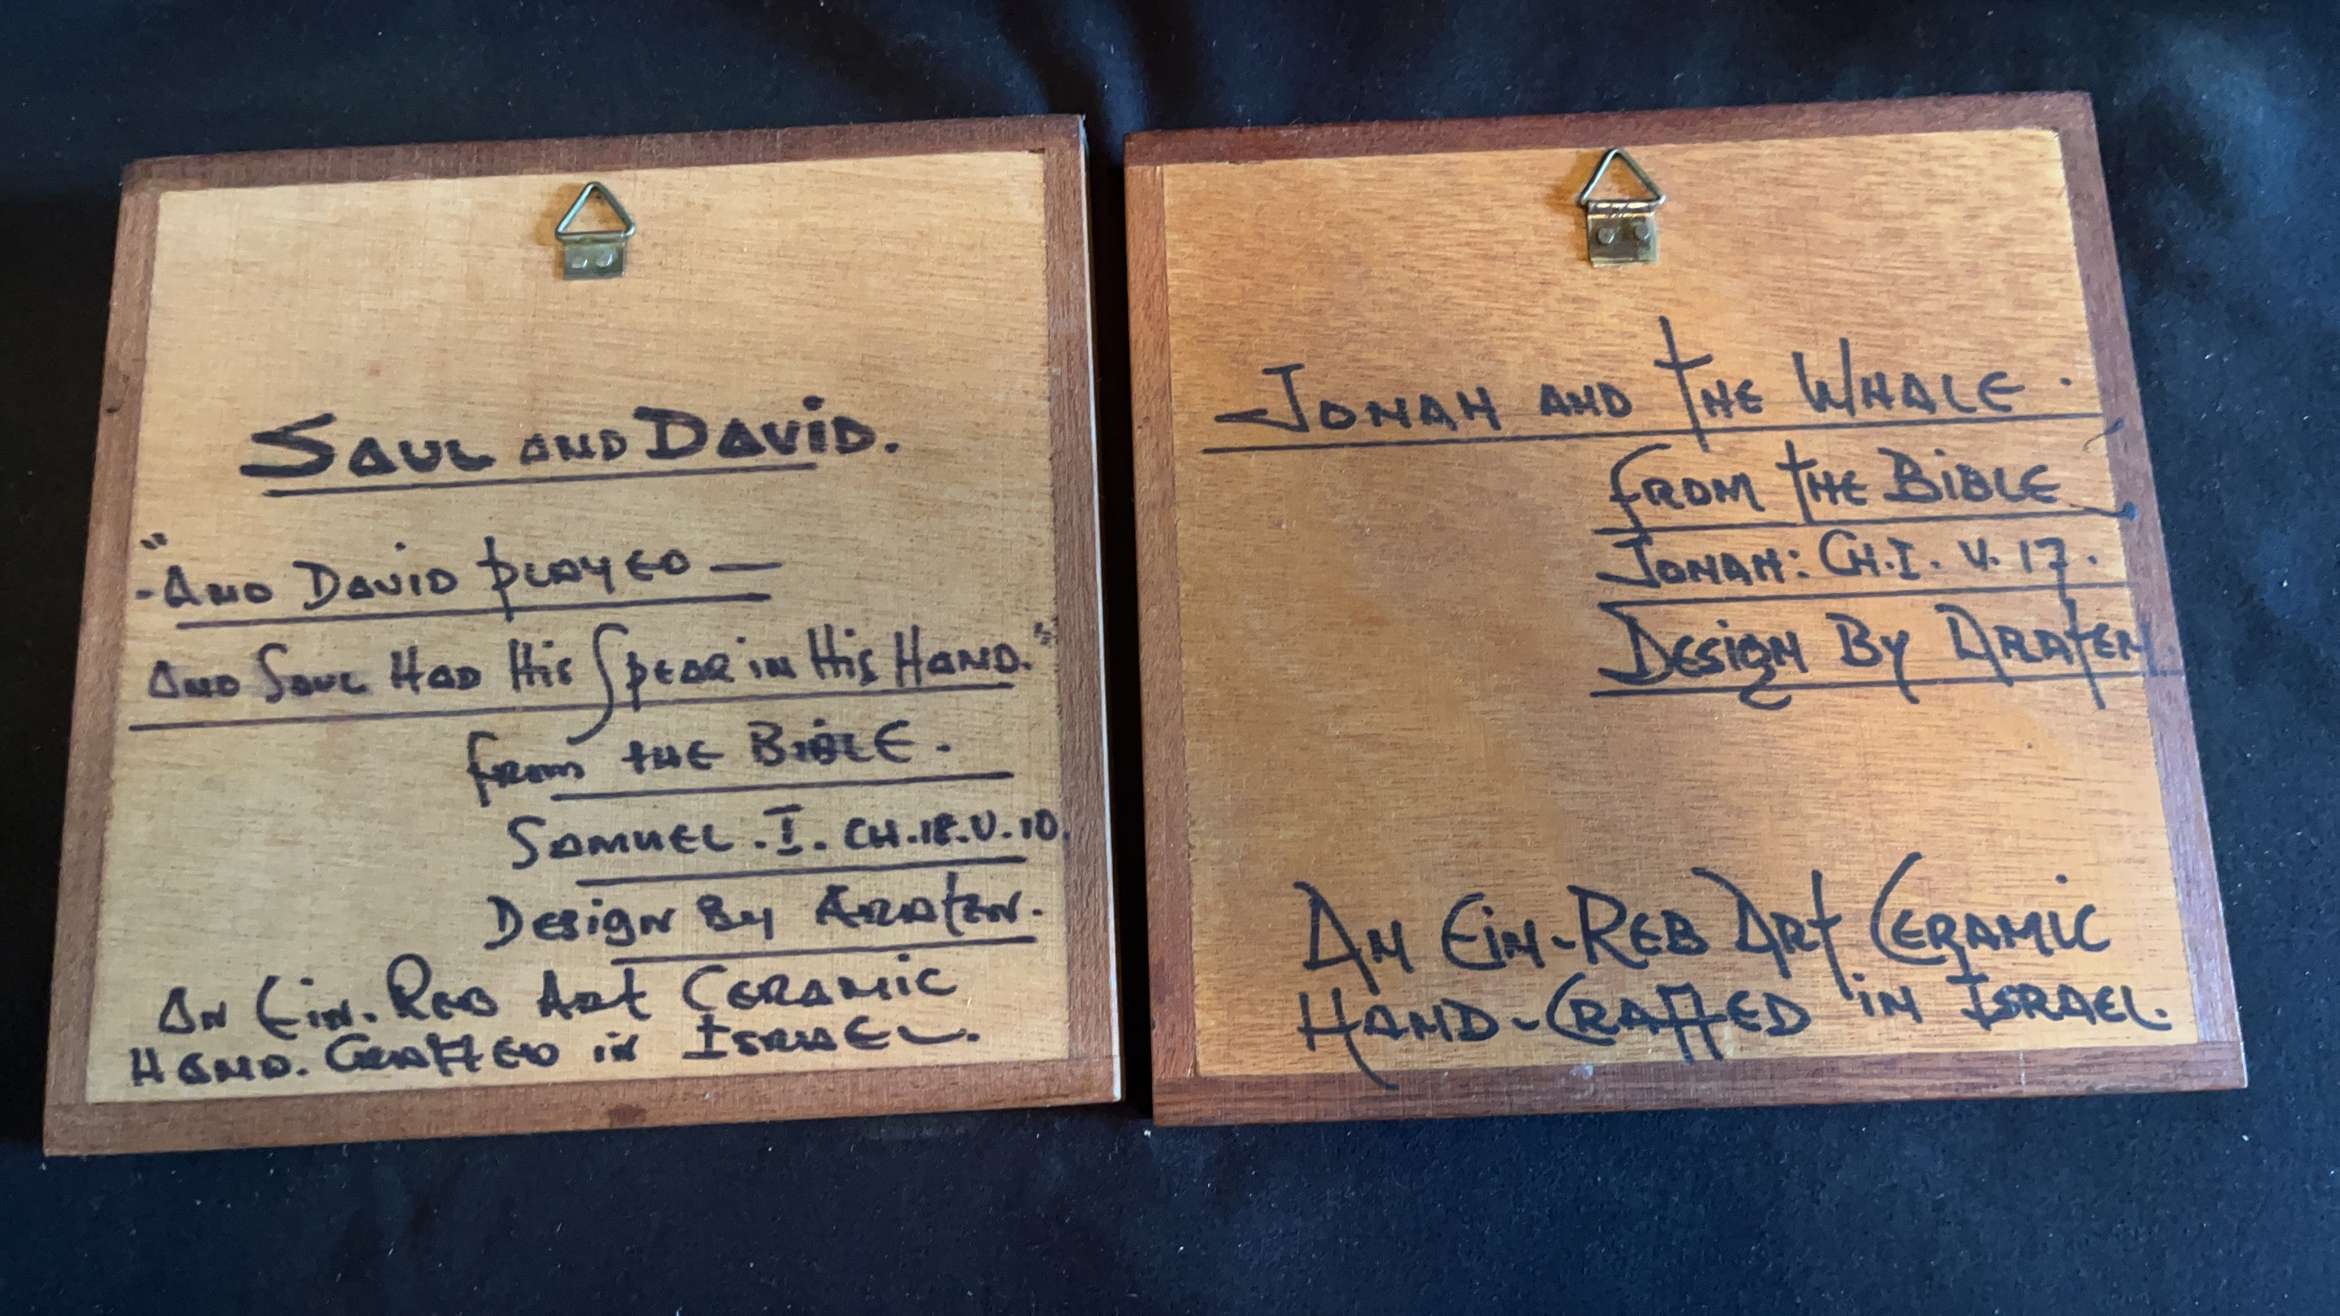 SAUL AND DAVID.
"-AND DAVID PLAYED —
AND SAUL HAD HIS SPEAR IN HIS HAND."
FROM THE BIBLE.
SAMUEL. I. CH.18.V.10.
DESIGN BY ARATEN.
AN EIN-REB ART CERAMIC
HAND-CRAFTED IN ISRAEL.
JONAH AND THE WHALE.
FROM THE BIBLE
JONAH: CH.I. V. 17.
DESIGN BY ARATEN
AN EIN-REB ART CERAMIC
HAND-CRAFTED IN ISRAEL.